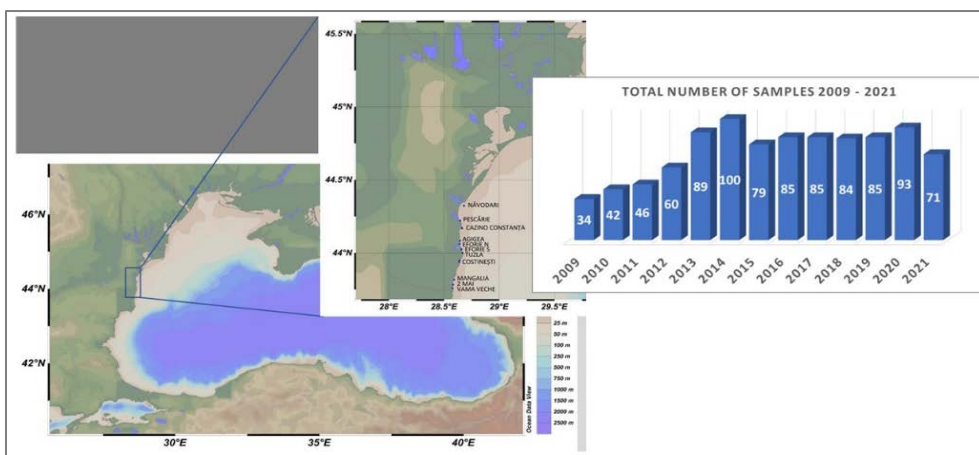 45.5°N
45°N
44.5°N
44°N
NĂVODARI
PESCĂRIE
CAZINO CONSTANȚA
AGIGEA
EFORIE N
EFORIE S
TUZLA
COSTINEȘTI
MANGALIA
2 MAI
VAMA VECHE
28°E
28.5°E
29°E
29.5°E
TOTAL NUMBER OF SAMPLES 2009 - 2021
34
42
46
60
89
100
79
85
85
84
85
93
71
2009
2010
2011
2012
2013
2014
2015
2016
2017
2018
2019
2020
2021
46°N
44°N
42°N
30°E
35°E
40°E
Ocean Data View
25 m
50 m
100 m
250 m
500 m
750 m
1000 m
1500 m
2000 m
2500 m